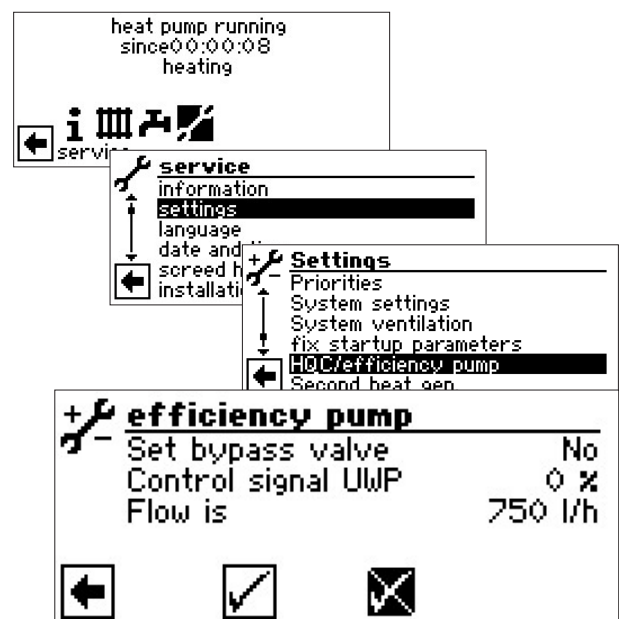 heat pump running
since00:00:08
heating
service
information
settings
language
date and
screed h
installati
Settings
Priorities
System settings
System ventilation
fix startup parameters
HQC/efficiency pump
Second heat gen
efficiency pump
Set bypass valve No
Control signal UWP 0 %
Flow is 750 l/h